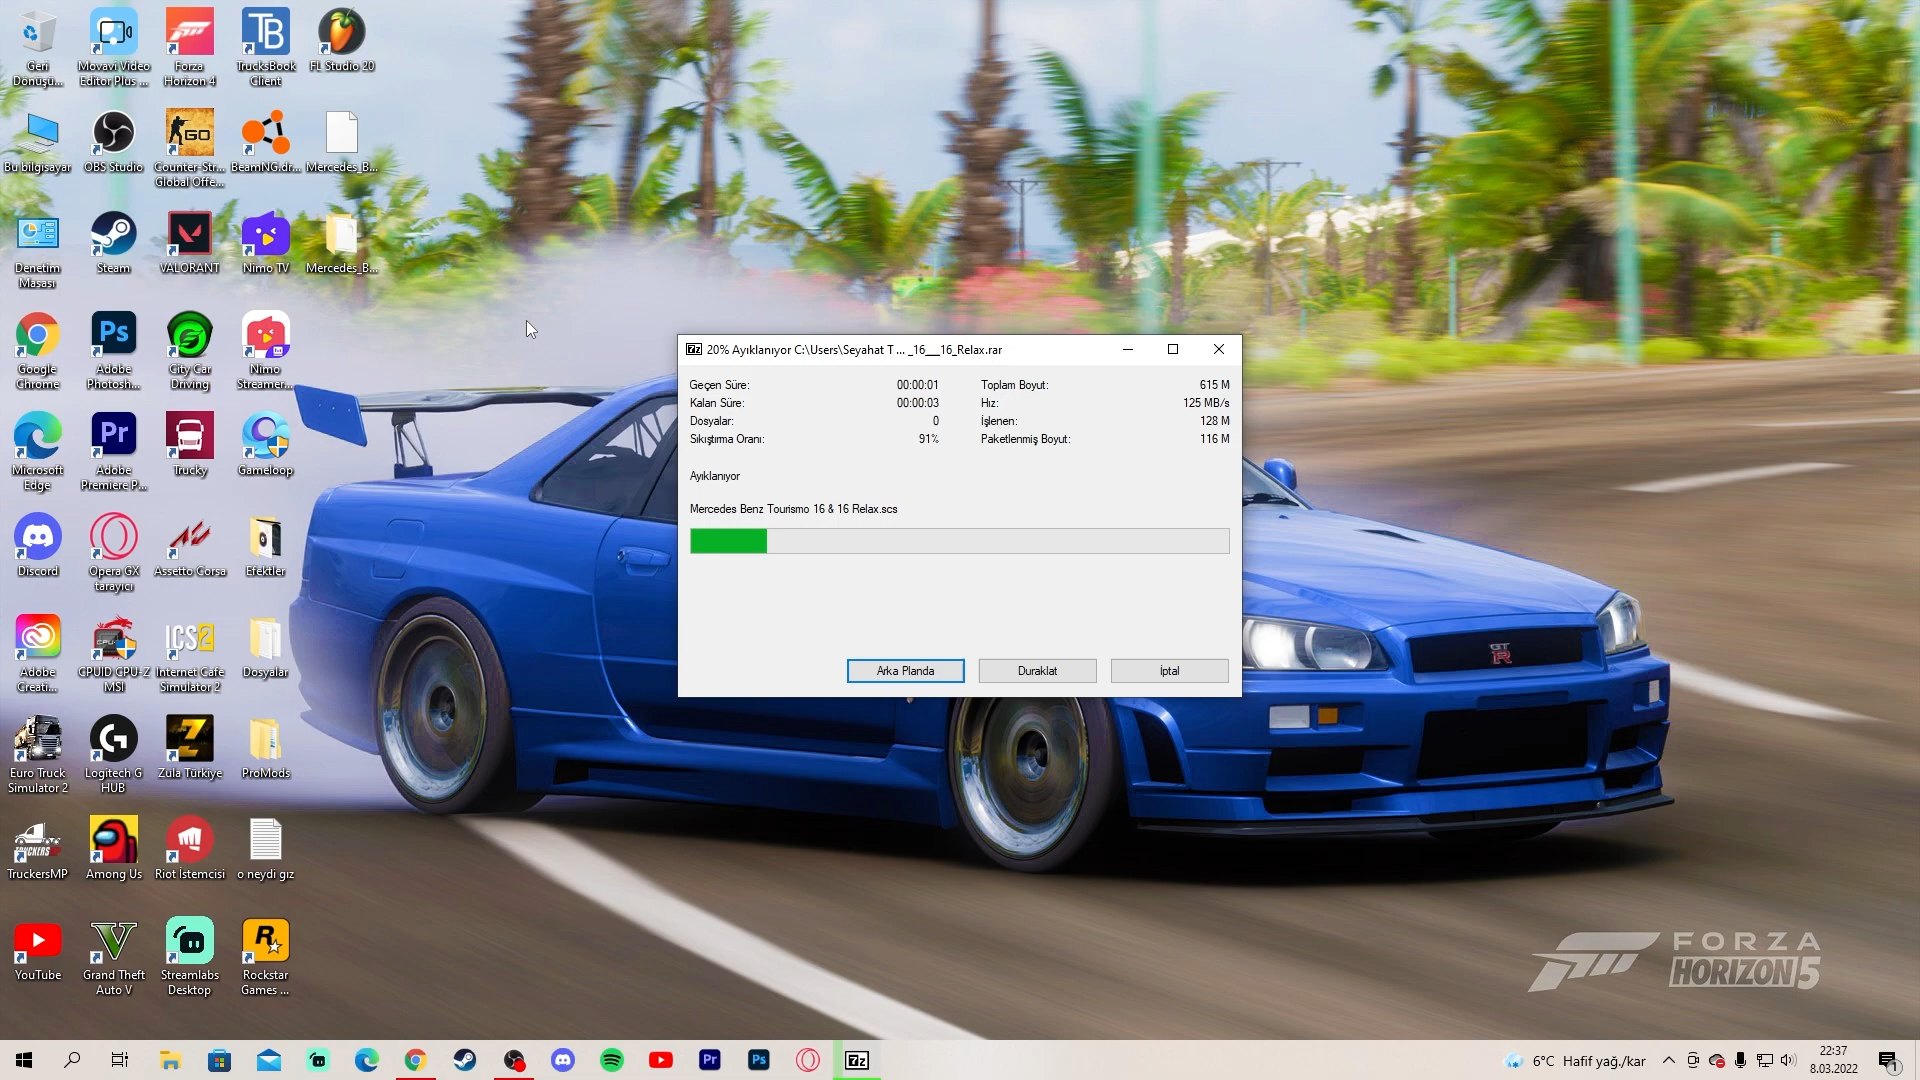 Geri
Dönüşü...
Movavi Video
Editor Plus ...
Forza
Horizon 4
TrucksBook
Client
FL Studio 20
Bu bilgisayar
OBS Studio
Counter-Str...
Global Offe...
BeamNG.dr...
Mercedes_B...
Denetim
Masası
Steam
VALORANT
Nimo TV
Mercedes_B...
Google
Chrome
Adobe
Photosh...
City Car
Driving
Nimo
Streamer...
Microsoft
Edge
Adobe
Premiere P...
Trucky
Gameloop
Discord
Opera GX
tarayıcı
Assetto Corsa
Efektler
Adobe
Creati...
CPUID CPU-Z
MSI
Internet Cafe
Simulator 2
Dosyalar
Euro Truck
Simulator 2
Logitech G
HUB
Zula Türkiye
ProMods
TruckersMP
Among Us
Riot İstemcisi
o neydi gız
YouTube
Grand Theft
Auto V
Streamlabs
Desktop
Rockstar
Games ...
20% Ayıklanıyor C:\Users\Seyahat T ... _16___16_Relax.rar
Geçen Süre: 00:00:01 Toplam Boyut: 615 M
Kalan Süre: 00:00:03 Hız: 125 MB/s
Dosyalar: 0 İşlenen: 128 M
Sıkıştıma Oranı: 91% Paketlenmiş Boyut: 116 M
Ayıklanıyor
Mercedes Benz Tourismo 16 & 16 Relax.scs
Arka Planda Duraklat İptal
GT
R
FORZA
HORIZON 5
6°C Hafif yağ./kar
22:37
8.03.2022
1